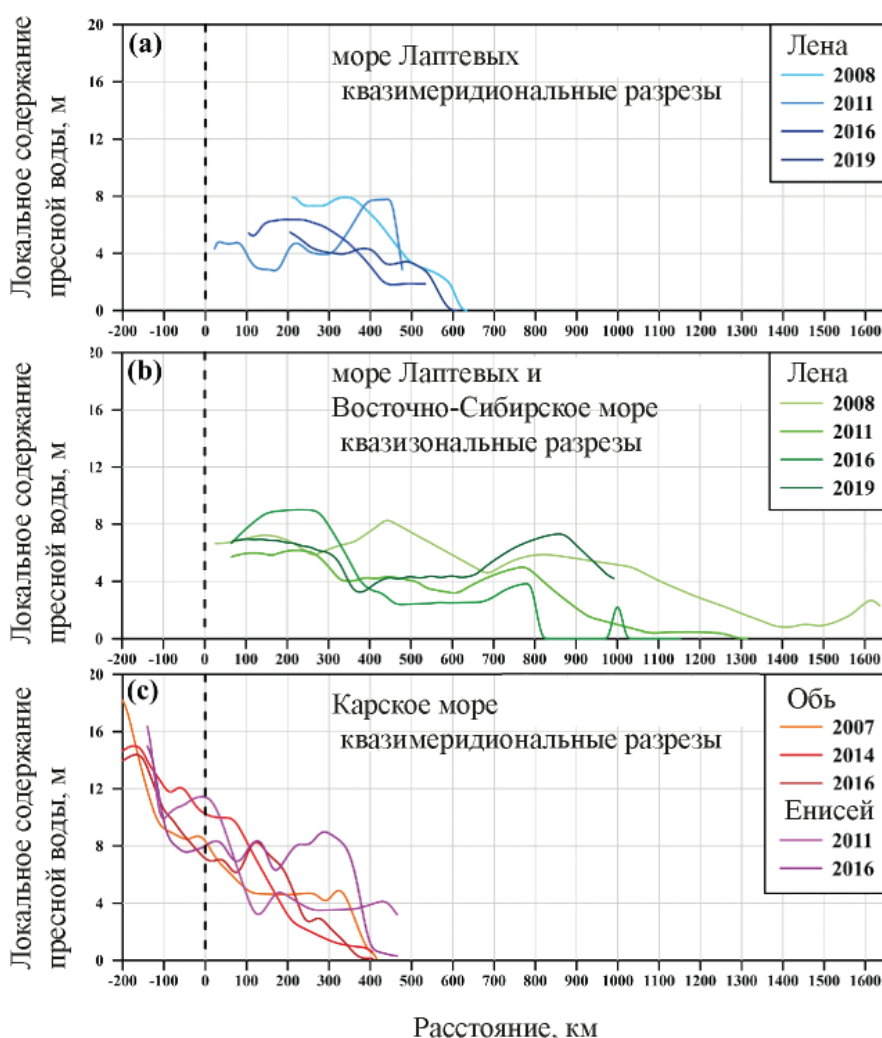 Локальное содержание
пресной воды, м
20
16
12
8
4
0
(a)
море Лаптевых
квазимеридиональные разрезы
Лена
2008
2011
2016
2019
-200 -100 0 100 200 300 400 500 600 700 800 900 1000 1100 1200 1300 1400 1500 1600
Локальное содержание
пресной воды, м
20
16
12
8
4
0
(b)
море Лаптевых и
Восточно-Сибирское море
квазизональные разрезы
Лена
2008
2011
2016
2019
-200 -100 0 100 200 300 400 500 600 700 800 900 1000 1100 1200 1300 1400 1500 1600
Локальное содержание
пресной воды, м
20
16
12
8
4
0
(c)
Карское море
квазимеридиональные разрезы
Обь
2007
2014
2016
Енисей
2011
2016
-200 -100 0 100 200 300 400 500 600 700 800 900 1000 1100 1200 1300 1400 1500 1600
Расстояние, км